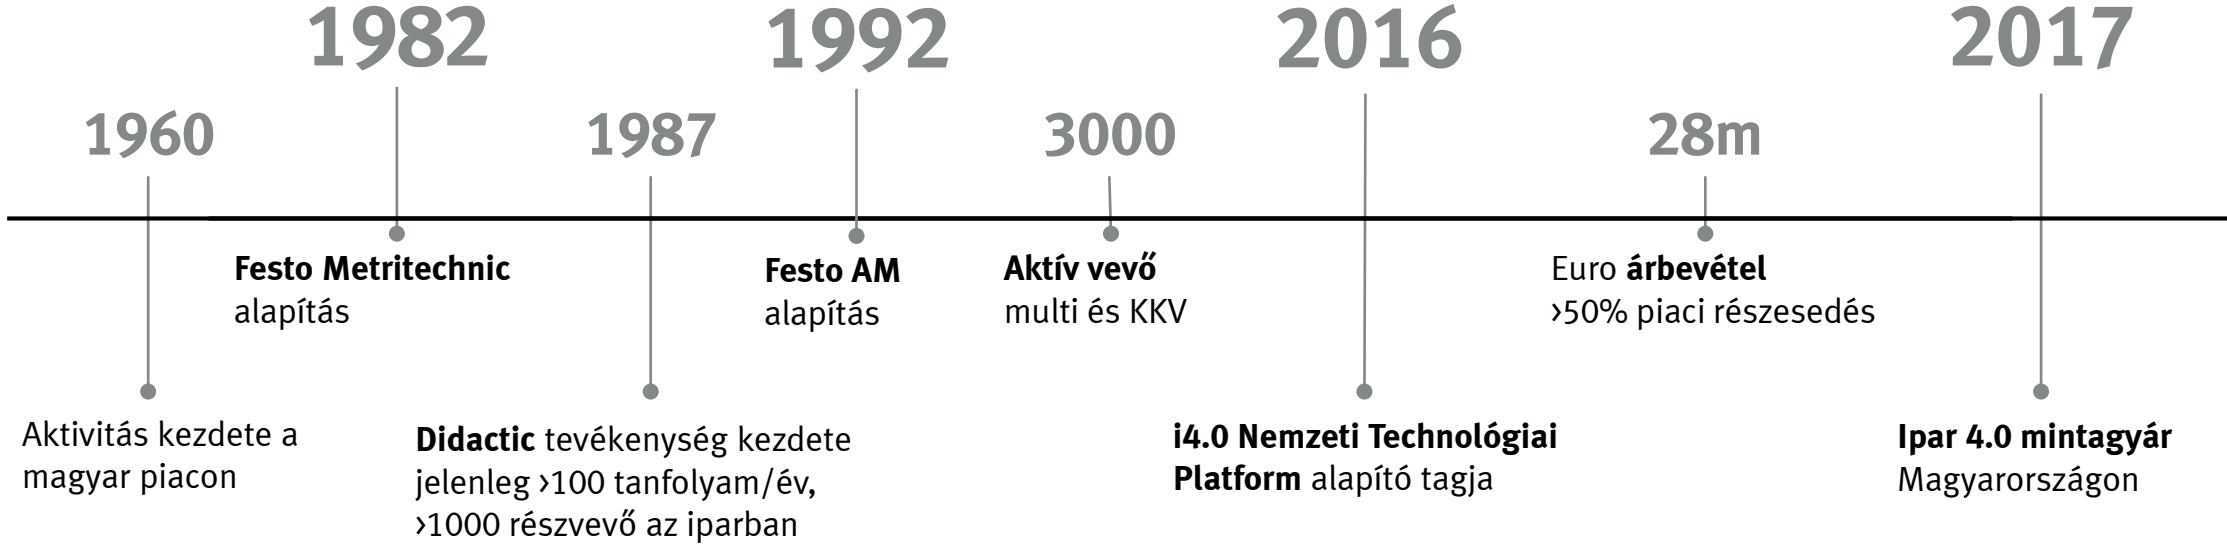 1960
Aktivitás kezdete a
magyar piacon
1982
Festo Metritechnic
alapítás
1987
Didactic tevékenység kezdete
jelenleg >100 tanfolyam/év,
>1000 részvevő az iparban
1992
Festo AM
alapítás
3000
Aktív vevő
multi és KKV
2016
i4.0 Nemzeti Technológiai
Platform alapító tagja
28m
Euro árbevétel
>50% piaci részesedés
2017
Ipar 4.0 mintagyár
Magyarországon